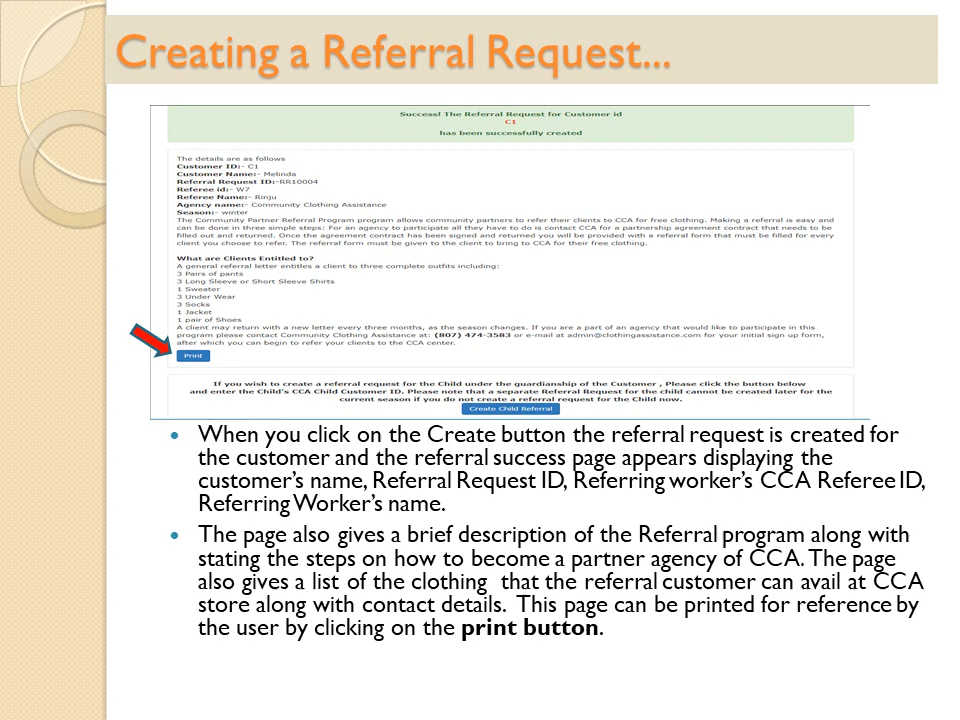 Creating a Referral Request...
Success! The Referral Request for Customer id
C1
has been successfully created
The details are as follows
Customer ID:- C1
Customer Name:- Melinda
Referral Request ID:-RR10004
Referee id:- W7
Referee Name:- Rinju
Agency name:- Community Clothing Assistance
Season:- winter
The Community Partner Referral Program program allows community partners to refer their clients to CCA for free clothing. Making a referral is easy and
can be done in three simple steps: For an agency to participate all they have to do is contact CCA for a partnership agreement contract that needs to be
filled out and returned. Once the agreement contract has been signed and returned you will be provided with a referral form that must be filled for every
client you choose to refer. The referral form must be given to the client to bring to CCA for their free clothing.
What are Clients Entitled to?
A general referral letter entitles a client to three complete outfits including:
3 Pairs of pants
3 Long Sleeve or Short Sleeve Shirts
1 Sweater
3 Under Wear
3 Socks
1 Jacket
1 pair of Shoes
A client may return with a new letter every three months, as the season changes. If you are a part of an agency that would like to participate in this
program please contact Community Clothing Assistance at: (807) 474-3583 or e-mail at admin@clothingassistance.com for your initial sign up form,
after which you can begin to refer your clients to the CCA center.
Print
If you wish to create a referral request for the Child under the guardianship of the Customer , Please click the button below
and enter the Child's CCA Child Customer ID. Please note that a separate Referral Request for the child cannot be created later for the
current season if you do not create a referral request for the Child now.
Create Child Referral
• When you click on the Create button the referral request is created for
the customer and the referral success page appears displaying the
customer's name, Referral Request ID, Referring worker's CCA Referee ID,
Referring Worker's name.
• The page also gives a brief description of the Referral program along with
stating the steps on how to become a partner agency of CCA. The page
also gives a list of the clothing that the referral customer can avail at CCA
store along with contact details. This page can be printed for reference by
the user by clicking on the print button.